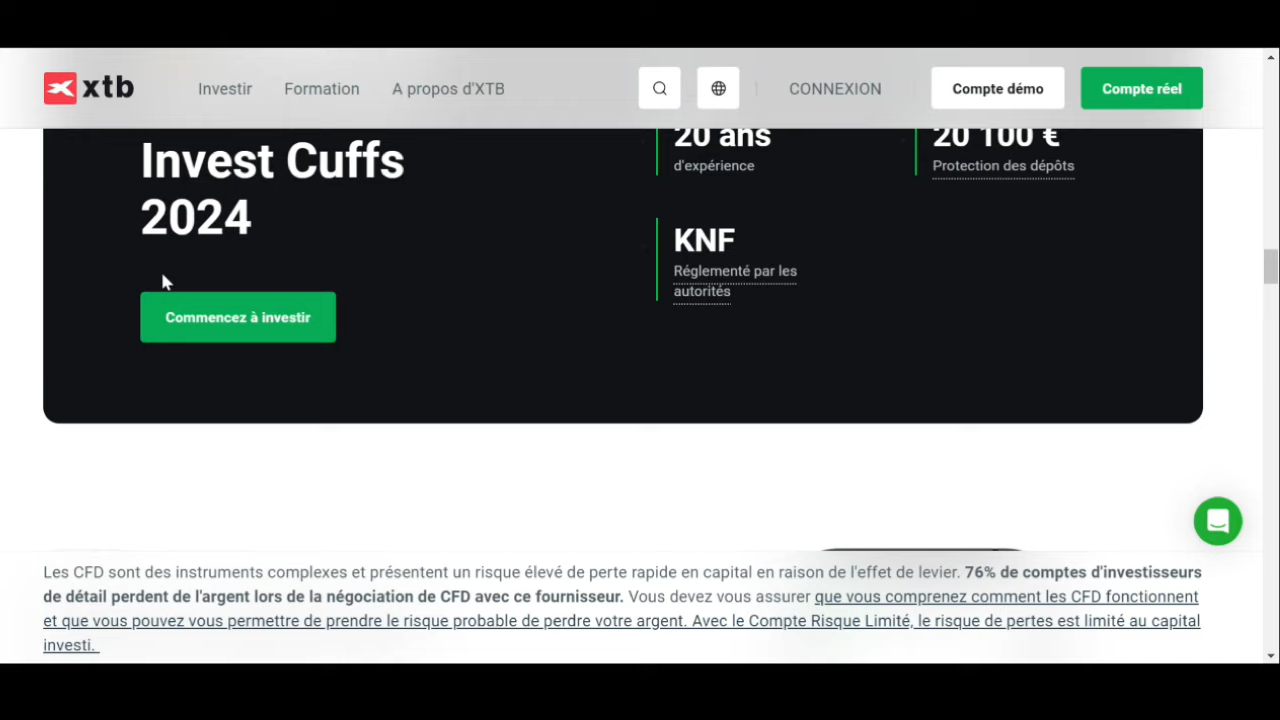 xtb
Investir Formation A propos d'XTB CONNEXION Compte démo Compte réel
Invest Cuffs
2024
Commencez à investir
20 ans
d'expérience
20 100 €
Protection des dépôts
KNF
Réglementé par les
autorités
Les CFD sont des instruments complexes et présentent un risque élevé de perte rapide en capital en raison de l'effet de levier. 76% de comptes d'investisseurs
de détail perdent de l'argent lors de la négociation de CFD avec ce fournisseur. Vous devez vous assurer que vous comprenez comment les CFD fonctionnent
et que vous pouvez vous permettre de prendre le risque probable de perdre votre argent. Avec le Compte Risque Limité, le risque de pertes est limité au capital
investi.